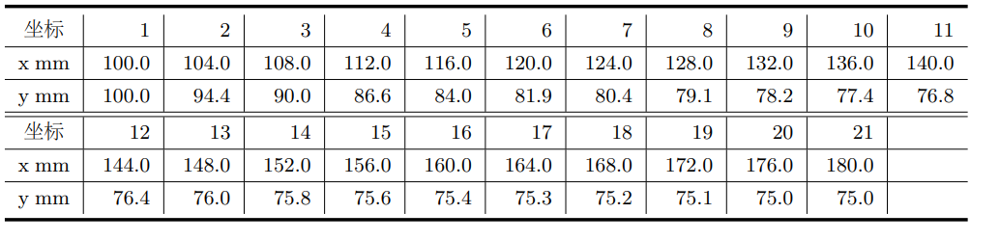 坐标 1 2 3 4 5 6 7 8 9 10 11
x mm 100.0 104.0 108.0 112.0 116.0 120.0 124.0 128.0 132.0 136.0 140.0
y mm 100.0 94.4 90.0 86.6 84.0 81.9 80.4 79.1 78.2 77.4 76.8
坐标 12 13 14 15 16 17 18 19 20 21
x mm 144.0 148.0 152.0 156.0 160.0 164.0 168.0 172.0 176.0 180.0
y mm 76.4 76.0 75.8 75.6 75.4 75.3 75.2 75.1 75.0 75.0